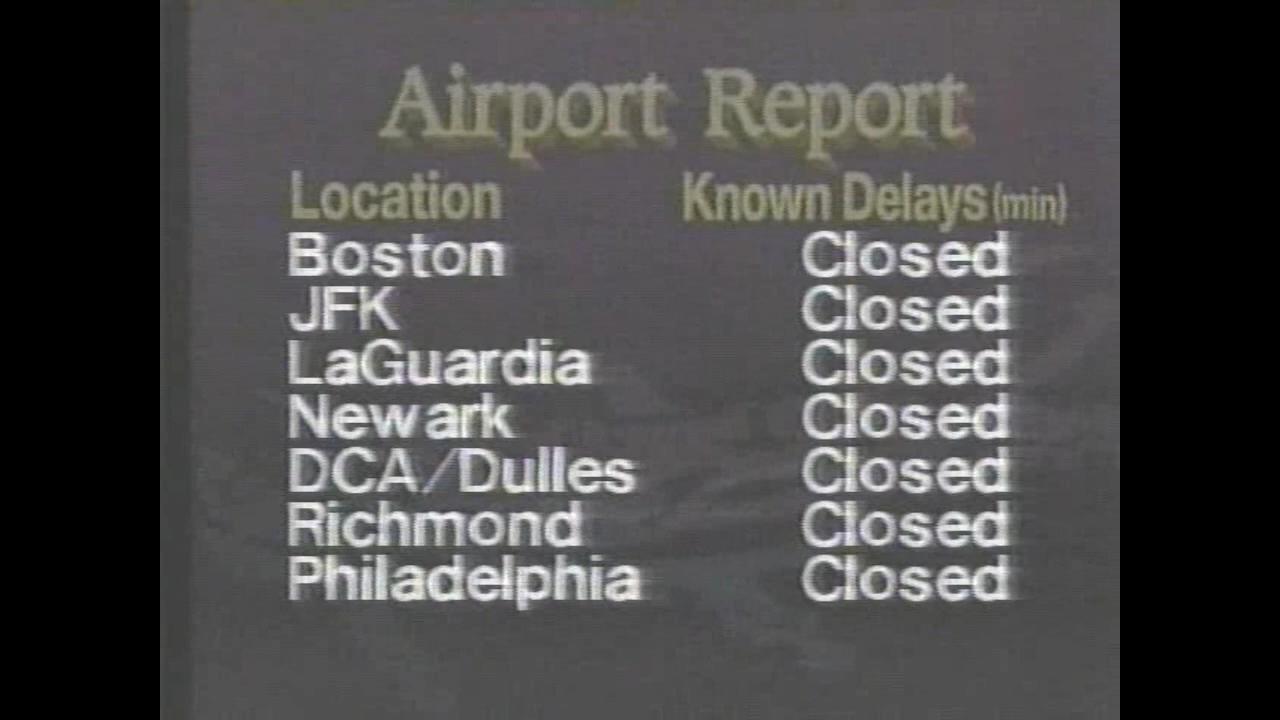 Airport Report
Location Known Delays (min)
Boston Closed
JFK Closed
LaGuardia Closed
Newark Closed
DCA/Dulles Closed
Richmond Closed
Philadelphia Closed